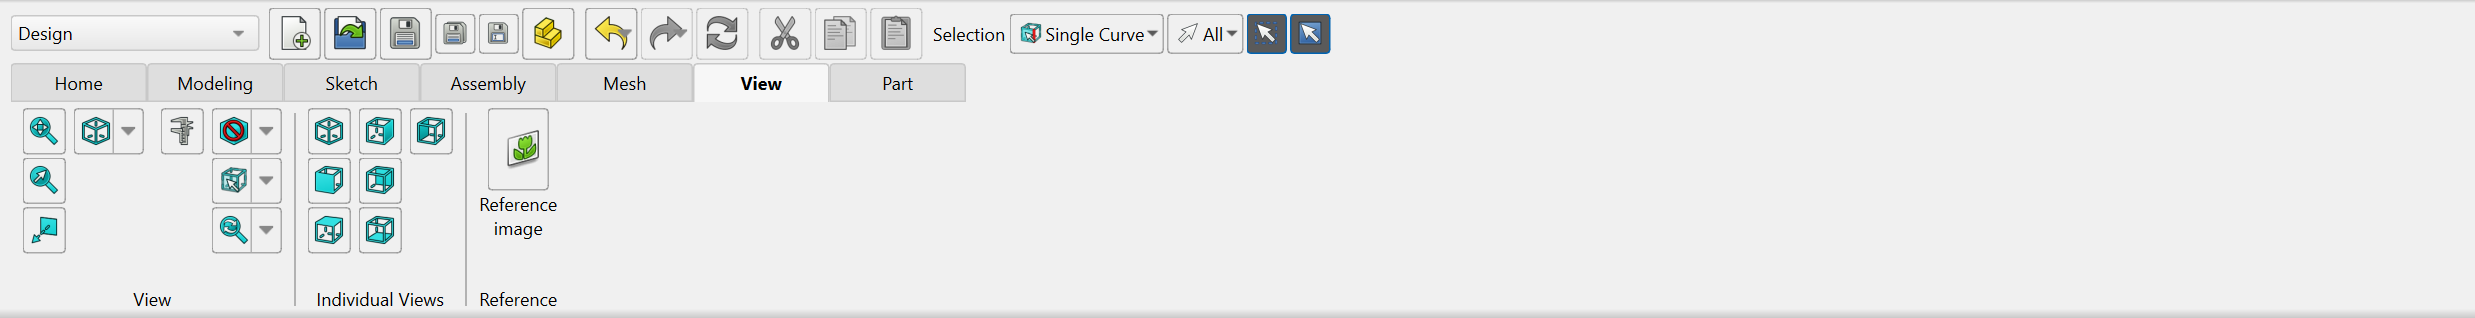 Design
Selection
Single Curve
All
Home
Modeling
Sketch
Assembly
Mesh
View
Part
Reference
image
View
Individual Views
Reference